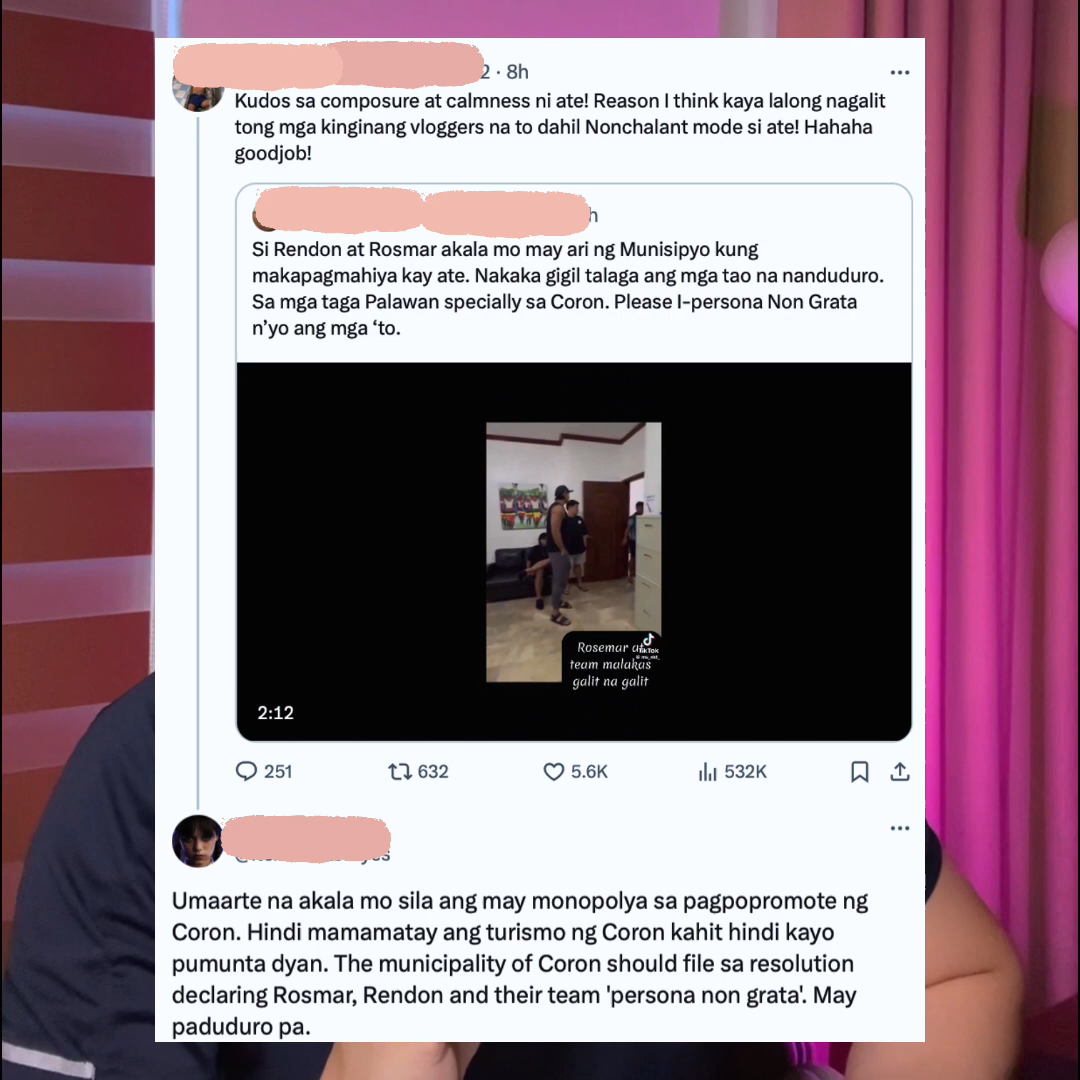 2 · 8h
Kudos sa composure at calmness ni ate! Reason I think kaya lalong nagalit
tong mga kinginang vloggers na to dahil Nonchalant mode si ate! Hahaha
goodjob!
h
Si Rendon at Rosmar akala mo may ari ng Munisipyo kung
makapagmahiya kay ate. Nakaka gigil talaga ang mga tao na nanduduro.
Sa mga taga Palawan specially sa Coron. Please I-persona Non Grata
n’yo ang mga ‘to.
Rosemar at
TikTok
team malakas
galit na galit
2:12
251 632 5.6K 532K
Umaarte na akala mo sila ang may monopolya sa pagpopromote ng
Coron. Hindi mamamatay ang turismo ng Coron kahit hindi kayo
pumunta dyan. The municipality of Coron should file sa resolution
declaring Rosmar, Rendon and their team 'persona non grata'. May
paduduro pa.